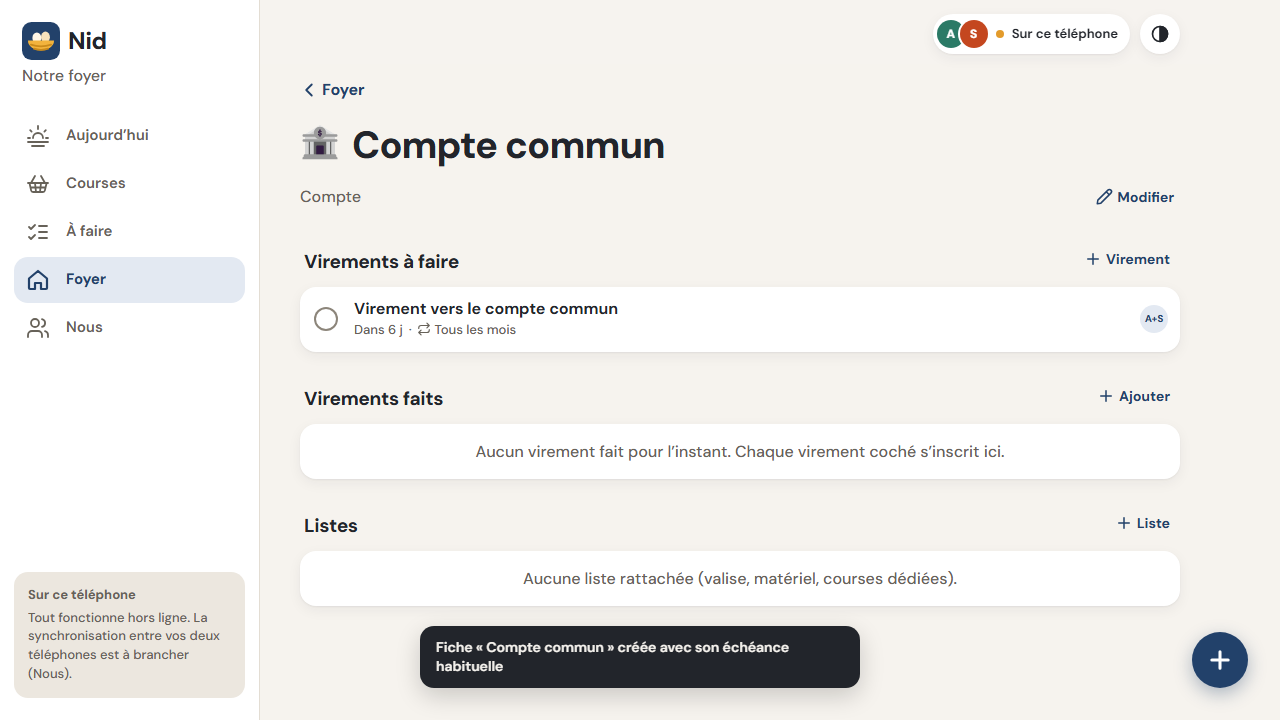 Nid
Notre foyer
Aujourd’hui
Courses
À faire
Foyer
Nous
Sur ce téléphone
Tout fonctionne hors ligne. La
synchronisation entre vos deux
téléphones est à brancher
(Nous).
A S Sur ce téléphone
Foyer
Compte commun
Compte
Modifier
Virements à faire
Virement
Virement vers le compte commun
Dans 6 j · Tous les mois
A+S
Virements faits
Ajouter
Aucun virement fait pour l’instant. Chaque virement coché s’inscrit ici.
Listes
Liste
Aucune liste rattachée (valise, matériel, courses dédiées).
Fiche « Compte commun » créée avec son échéance
habituelle